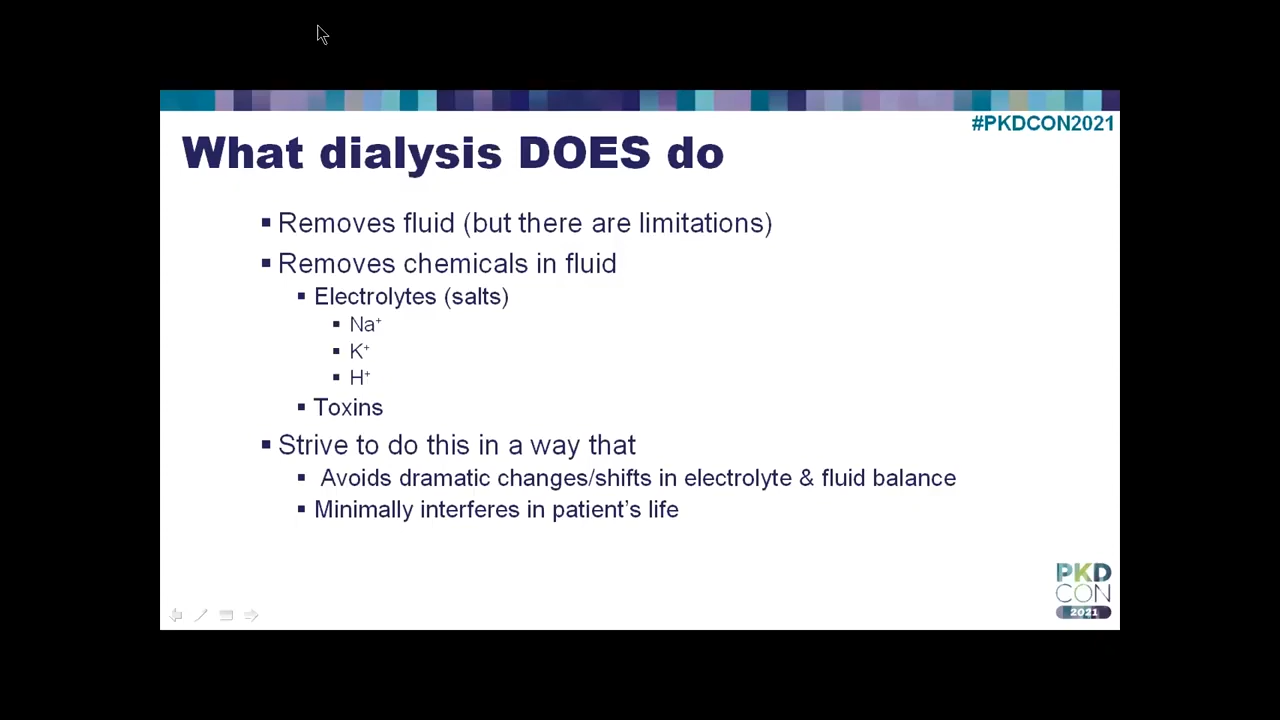 #PKDCON2021
What dialysis DOES do
▪ Removes fluid (but there are limitations)
▪ Removes chemicals in fluid
▪ Electrolytes (salts)
▪ Na⁺
▪ K⁺
▪ H⁺
▪ Toxins
▪ Strive to do this in a way that
▪ Avoids dramatic changes/shifts in electrolyte & fluid balance
▪ Minimally interferes in patient’s life
PKD
CON
2021